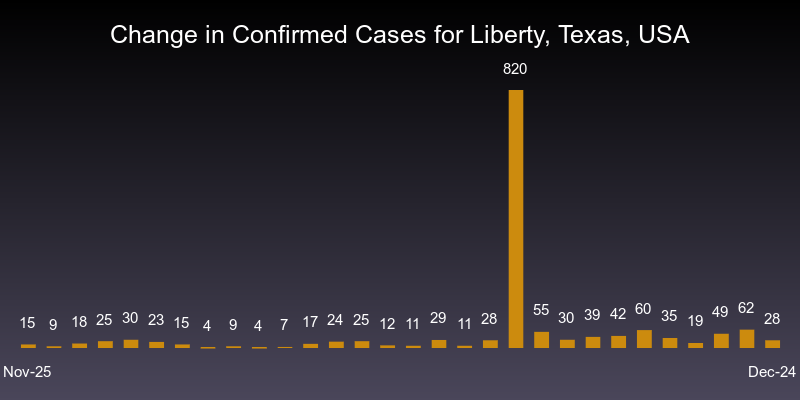 Change in Confirmed Cases for Liberty, Texas, USA
820
15 9 18 25 30 23 15 4 9 4 7 17 24 25 12 11 29 11 28 55 30 39 42 60 35 19 49 62 28
Nov-25 Dec-24